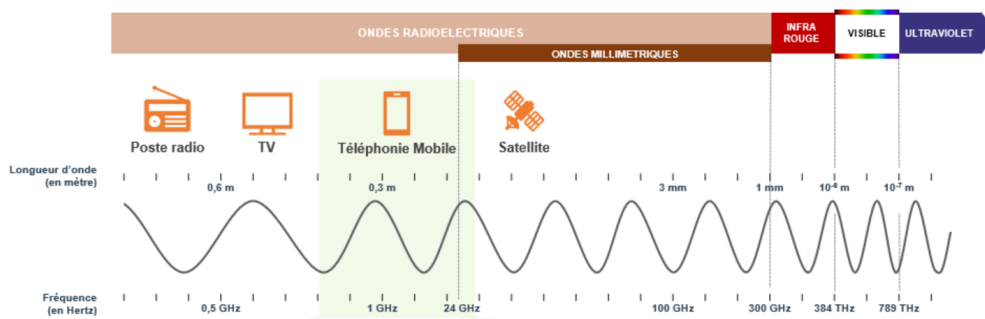 ONDES RADIOELECTRIQUES
INFRA
ROUGE
VISIBLE
ULTRAVIOLET
ONDES MILLIMETRIQUES
Poste radio
TV
Téléphonie Mobile
Satellite
Longueur d'onde
(en mètre)
0,6 m
0,3 m
3 mm
1 mm
10⁻⁸ m
10⁻⁷ m
Fréquence
(en Hertz)
0,5 GHz
1 GHz
24 GHz
100 GHz
300 GHz
384 THz
789 THz